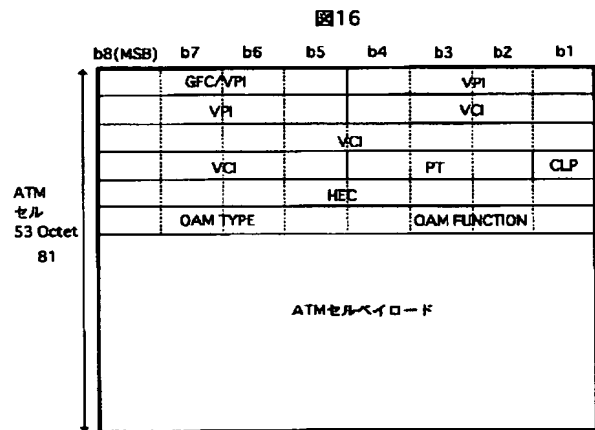 図16
b8(MSB) b7 b6 b5 b4 b3 b2 b1
GFC/VPI VPI
VPI VCI
VCI
VCI PT CLP
HEC
OAM TYPE OAM FUNCTION
ATM
セル
53 Octet
81
ATMセルペイロード